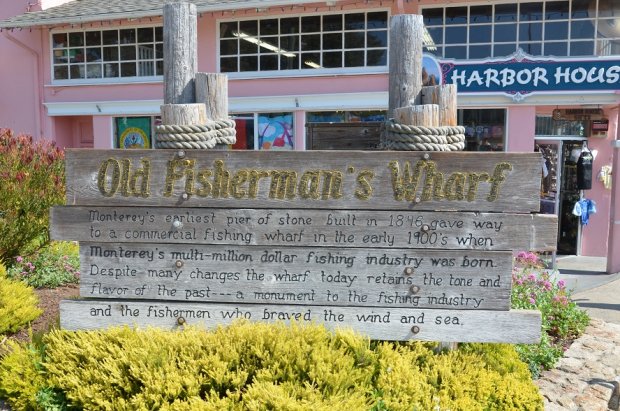 HARBOR HOUS
Old Fisherman's Wharf
Monterey's earliest pier of stone built in 1846 gave way
to a commercial fishing wharf in the early 1900's when
Monterey's multi-million dollar fishing industry was born.
Despite many changes the wharf today retains the tone and
flavor of the past --- a monument to the fishing industry
and the fishermen who braved the wind and sea.